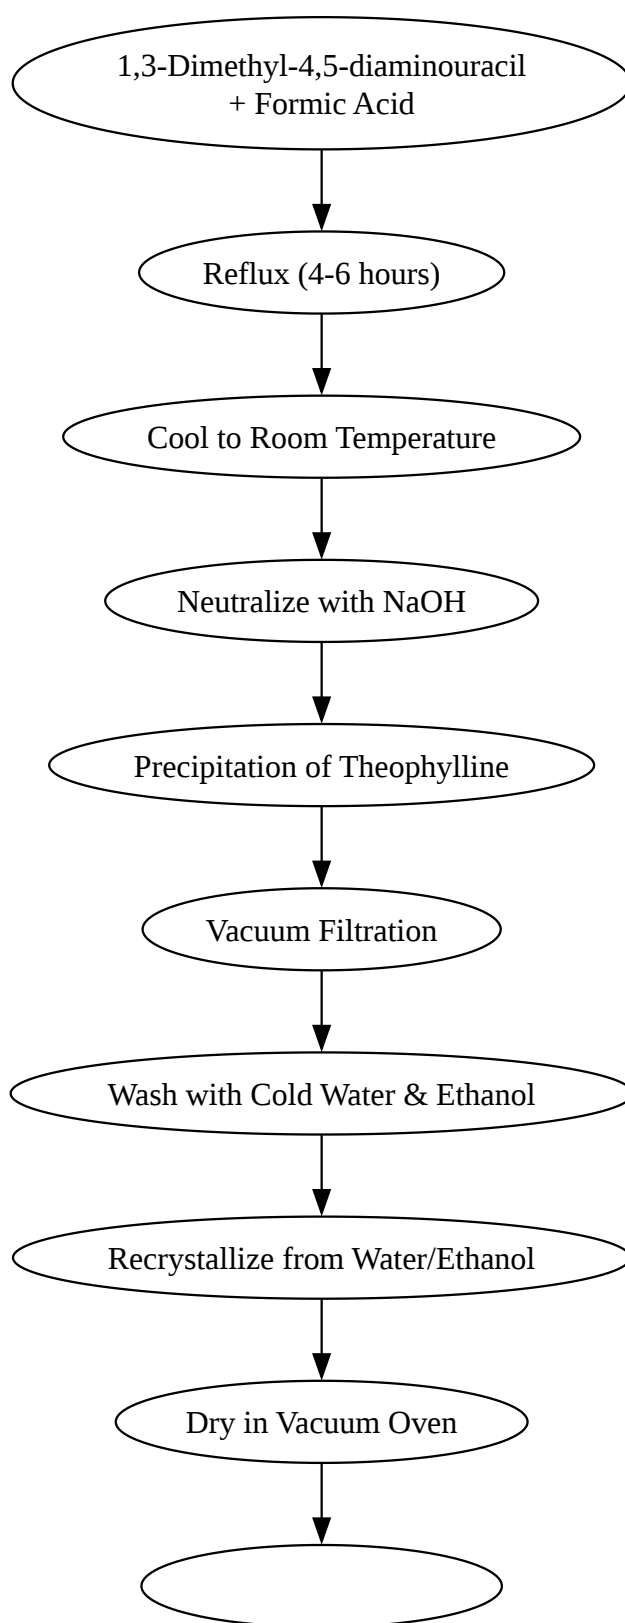 1,3-Dimethyl-4,5-diaminouracil
+ Formic Acid
Reflux (4-6 hours)
Cool to Room Temperature
Neutralize with NaOH
Precipitation of Theophylline
Vacuum Filtration
Wash with Cold Water & Ethanol
Recrystallize from Water/Ethanol
Dry in Vacuum Oven